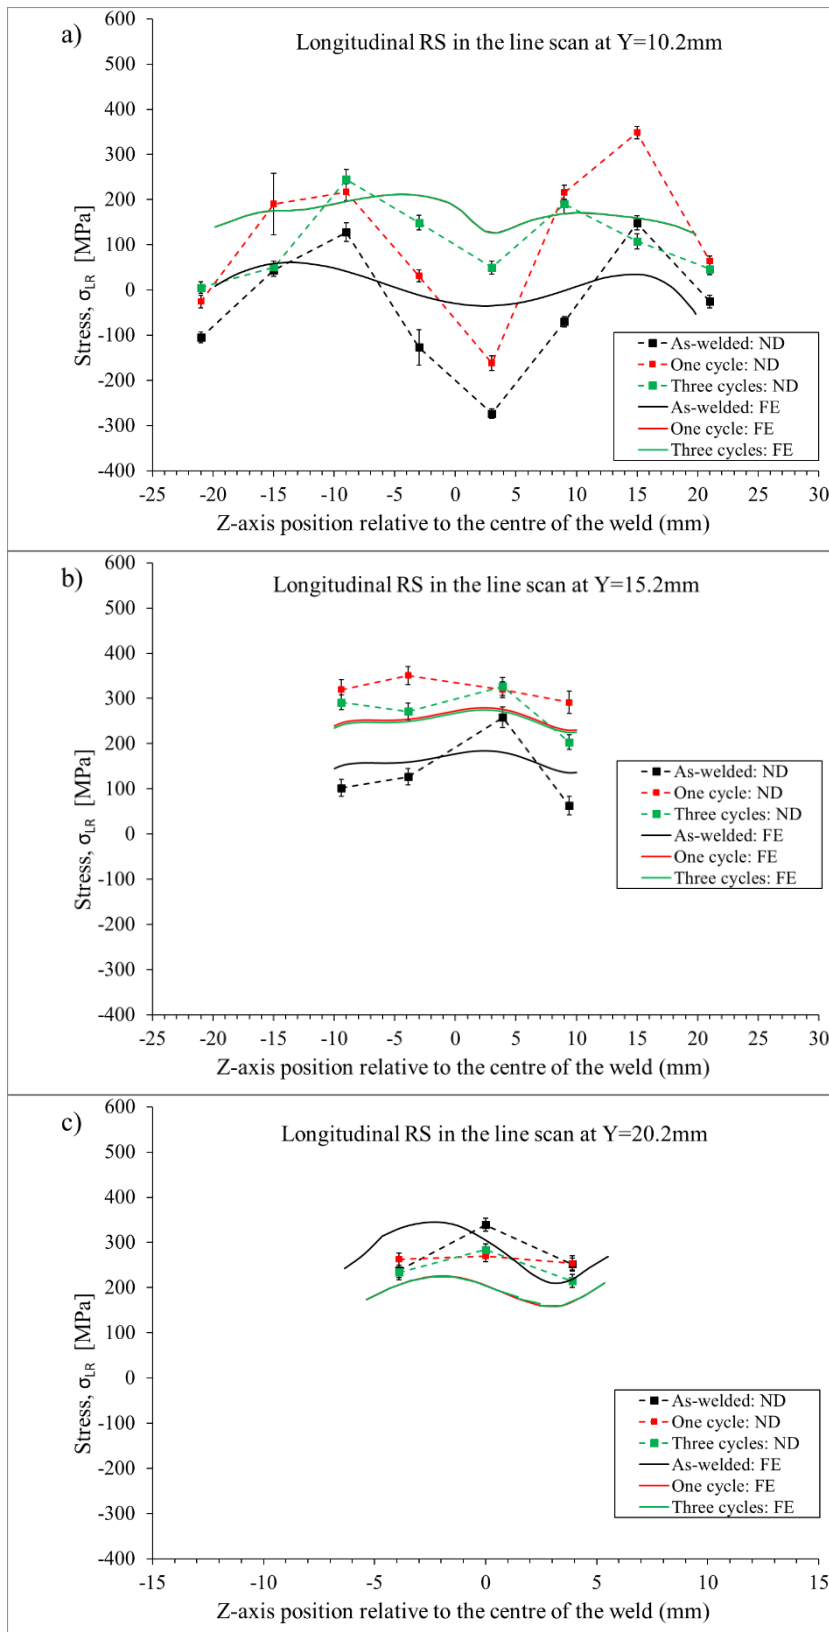 a)
Longitudinal RS in the line scan at Y=10.2mm
Stress, σLR [MPa]
600
500
400
300
200
100
0
-100
-200
-300
-400
As-welded: ND
One cycle: ND
Three cycles: ND
As-welded: FE
One cycle: FE
Three cycles: FE
-25 -20 -15 -10 -5 0 5 10 15 20 25 30
Z-axis position relative to the centre of the weld (mm)
b)
Longitudinal RS in the line scan at Y=15.2mm
Stress, σLR [MPa]
600
500
400
300
200
100
0
-100
-200
-300
-400
As-welded: ND
One cycle: ND
Three cycles: ND
As-welded: FE
One cycle: FE
Three cycles: FE
-25 -20 -15 -10 -5 0 5 10 15 20 25 30
Z-axis position relative to the centre of the weld (mm)
c)
Longitudinal RS in the line scan at Y=20.2mm
Stress, σLR [MPa]
600
500
400
300
200
100
0
-100
-200
-300
-400
As-welded: ND
One cycle: ND
Three cycles: ND
As-welded: FE
One cycle: FE
Three cycles: FE
-15 -10 -5 0 5 10 15
Z-axis position relative to the centre of the weld (mm)